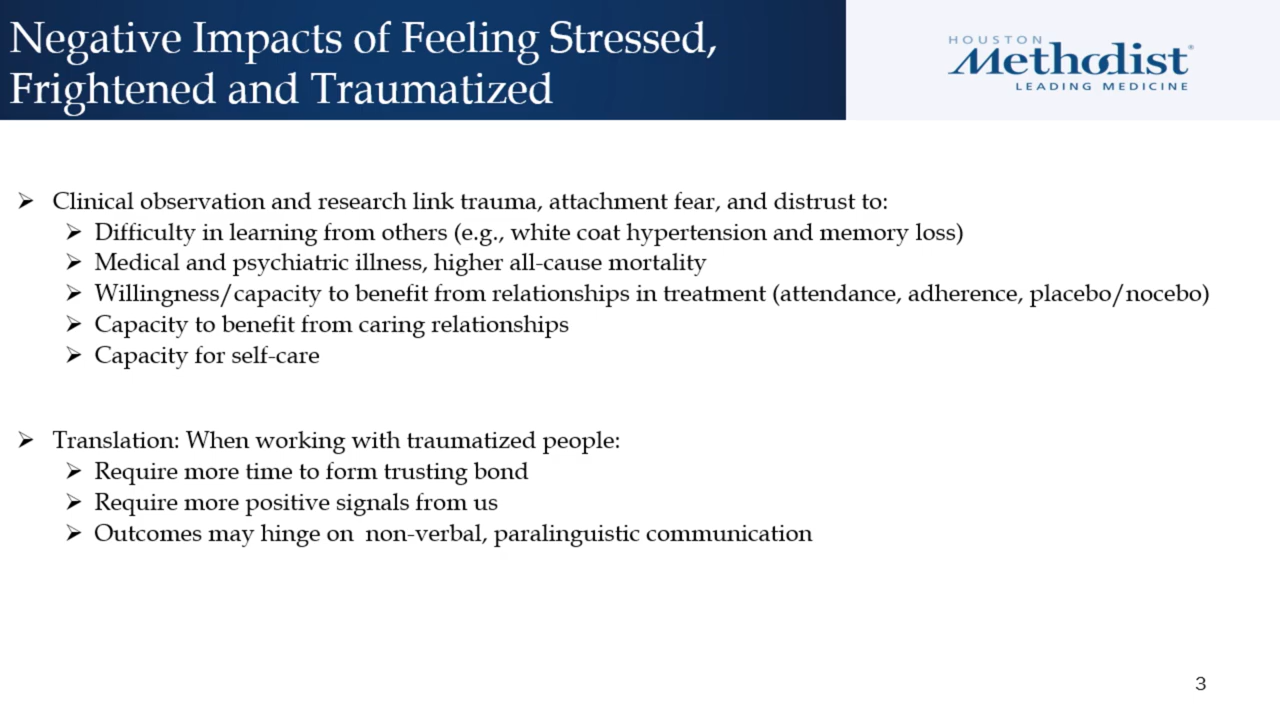 Negative Impacts of Feeling Stressed,
Frightened and Traumatized
HOUSTON
Methodist®
LEADING MEDICINE
➢ Clinical observation and research link trauma, attachment fear, and distrust to:
➢ Difficulty in learning from others (e.g., white coat hypertension and memory loss)
➢ Medical and psychiatric illness, higher all-cause mortality
➢ Willingness/capacity to benefit from relationships in treatment (attendance, adherence, placebo/nocebo)
➢ Capacity to benefit from caring relationships
➢ Capacity for self-care
➢ Translation: When working with traumatized people:
➢ Require more time to form trusting bond
➢ Require more positive signals from us
➢ Outcomes may hinge on  non-verbal, paralinguistic communication
3